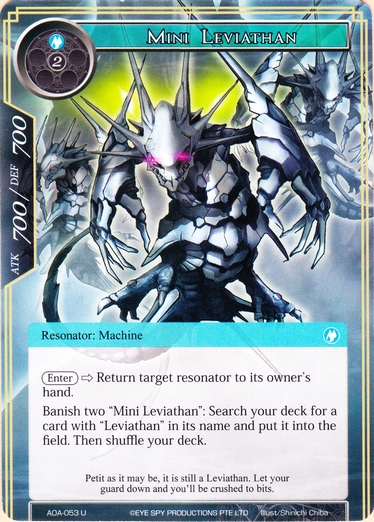 Mini Leviathan
2
ATK 700 / DEF 700
Resonator: Machine
Enter ⇨ Return target resonator to its owner's
hand.
Banish two “Mini Leviathan”: Search your deck for a
card with “Leviathan” in its name and put it into the
field. Then shuffle your deck.
Petit as it may be, it is still a Leviathan. Let your
guard down and you'll be crushed to bits.
AOA-053 U ©EYE SPY PRODUCTIONS PTE LTD Illust/Shinichi Chiba